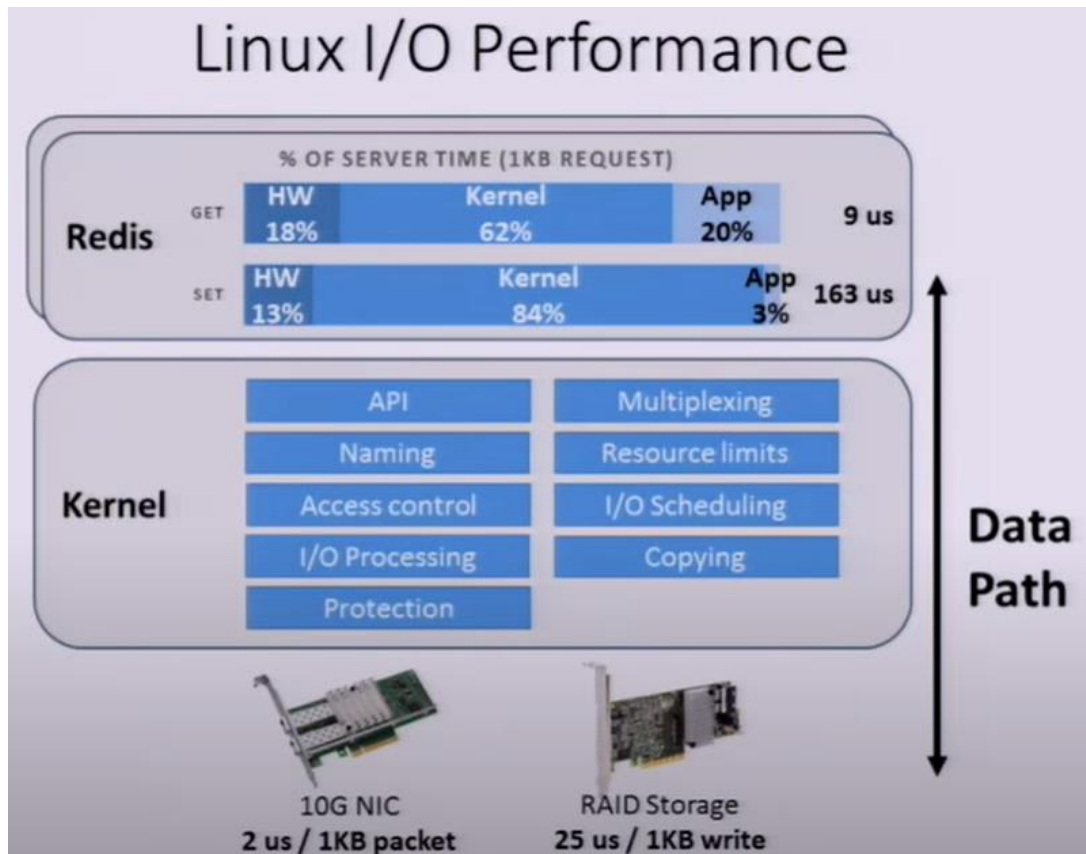 Linux I/O Performance
% OF SERVER TIME (1KB REQUEST)
Redis
GET
HW
18%
Kernel
62%
App
20%
9 us
SET
HW
13%
Kernel
84%
App
3%
163 us
Kernel
API
Multiplexing
Naming
Resource limits
Access control
I/O Scheduling
I/O Processing
Copying
Protection
Data
Path
10G NIC
2 us / 1KB packet
RAID Storage
25 us / 1KB write